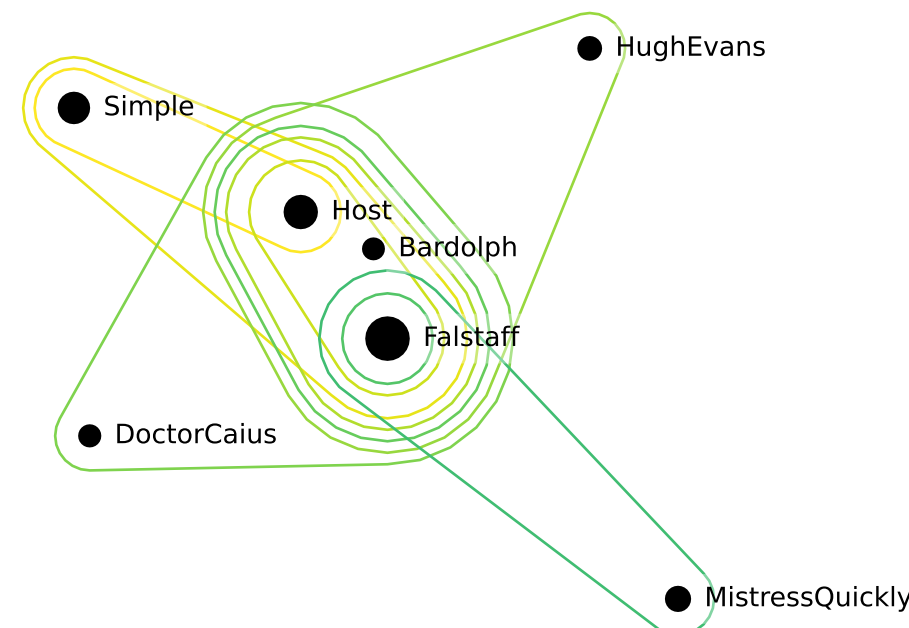 HughEvans
Simple
Host
Bardolph
Falstaff
DoctorCaius
MistressQuickly